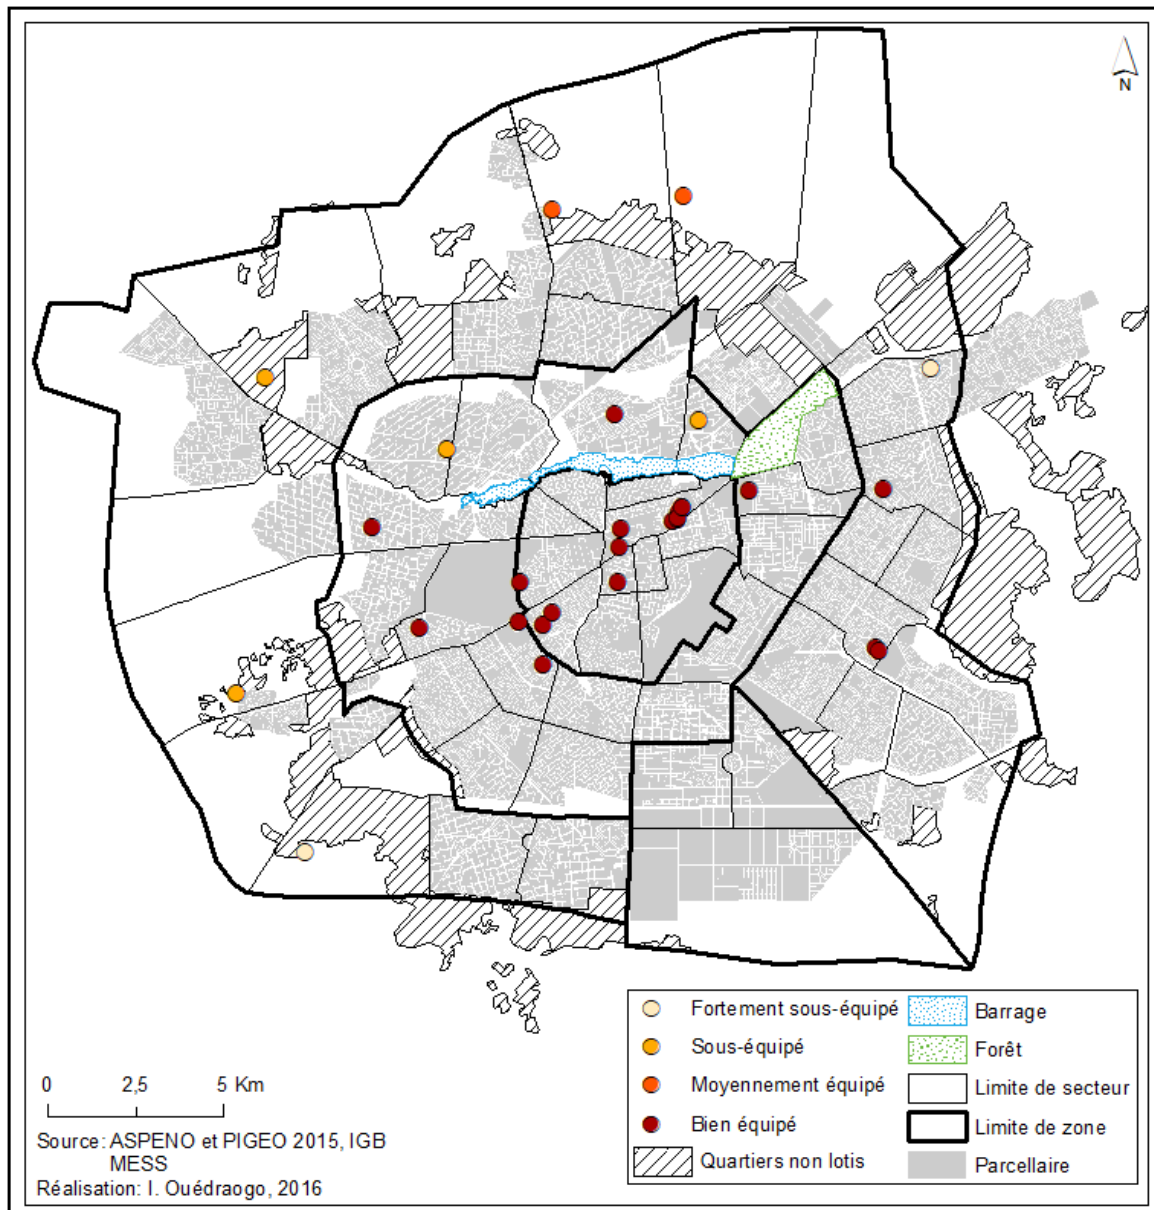 N
Fortement sous-équipé
Sous-équipé
Moyennement équipé
Bien équipé
Quartiers non lotis
Barrage
Forêt
Limite de secteur
Limite de zone
Parcellaire
0 2,5 5 Km
Source: ASPENO et PIGEO 2015, IGB
MESS
Réalisation: I. Ouédraogo, 2016